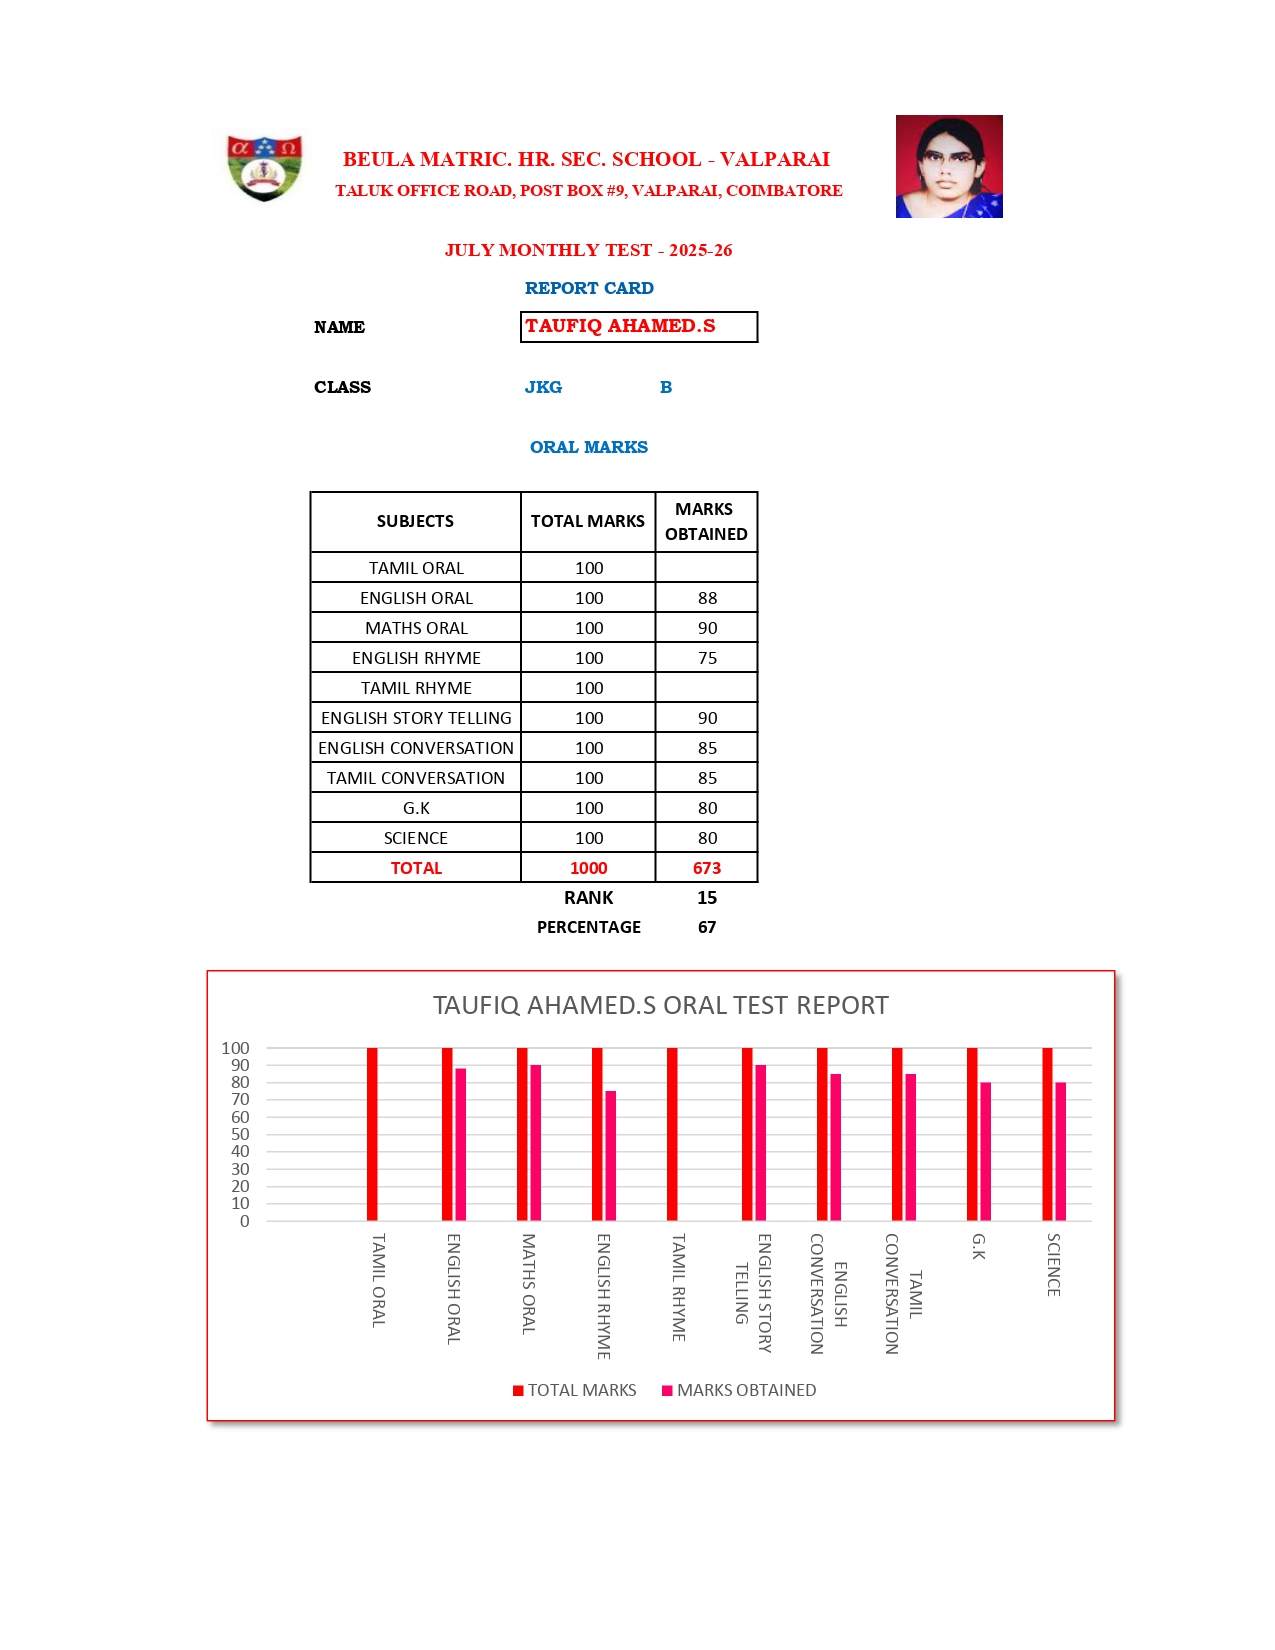 α Ω
BEULA MATRIC. HR. SEC. SCHOOL - VALPARAI
TALUK OFFICE ROAD, POST BOX #9, VALPARAI, COIMBATORE
JULY MONTHLY TEST - 2025-26
REPORT CARD
NAME TAUFIQ AHAMED.S
CLASS JKG B
ORAL MARKS
SUBJECTS TOTAL MARKS MARKS OBTAINED
TAMIL ORAL 100
ENGLISH ORAL 100 88
MATHS ORAL 100 90
ENGLISH RHYME 100 75
TAMIL RHYME 100
ENGLISH STORY TELLING 100 90
ENGLISH CONVERSATION 100 85
TAMIL CONVERSATION 100 85
G.K 100 80
SCIENCE 100 80
TOTAL 1000 673
RANK 15
PERCENTAGE 67
TAUFIQ AHAMED.S ORAL TEST REPORT
100
90
80
70
60
50
40
30
20
10
0
TAMIL ORAL
ENGLISH ORAL
MATHS ORAL
ENGLISH RHYME
TAMIL RHYME
ENGLISH STORY
TELLING
ENGLISH
CONVERSATION
TAMIL
CONVERSATION
G.K
SCIENCE
TOTAL MARKS MARKS OBTAINED